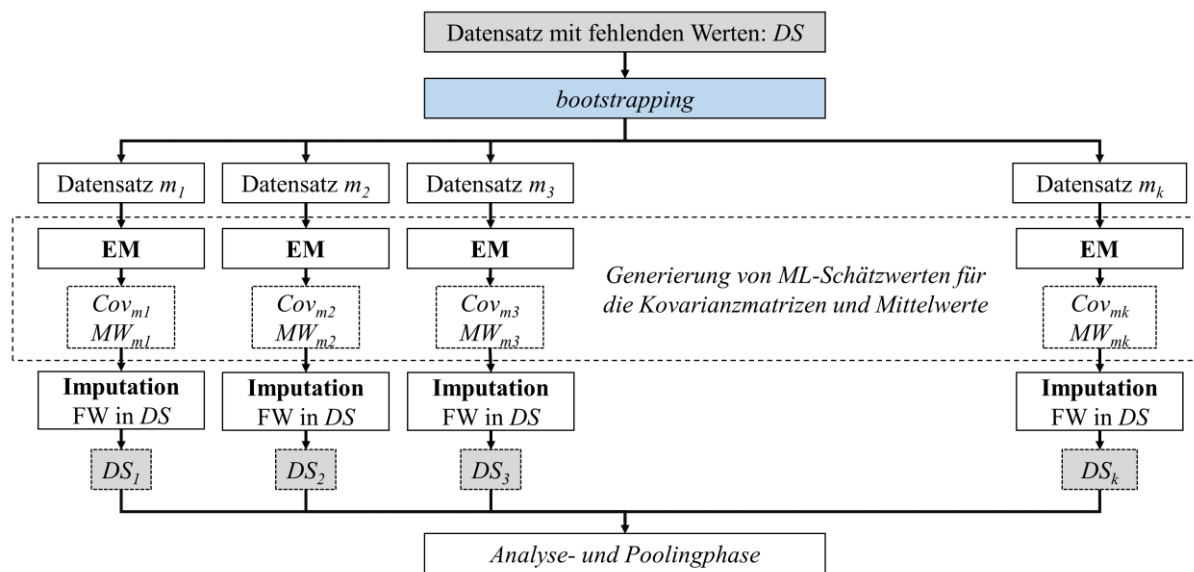 Datensatz mit fehlenden Werten: DS
bootstrapping
Datensatz m1
Datensatz m2
Datensatz m3
Datensatz mk
EM
EM
EM
EM
Generierung von ML-Schätzwerten für
die Kovarianzmatrizen und Mittelwerte
Covm1
MWm1
Covm2
MWm2
Covm3
MWm3
Covmk
MWmk
Imputation
FW in DS
Imputation
FW in DS
Imputation
FW in DS
Imputation
FW in DS
DS1
DS2
DS3
DSk
Analyse- und Poolingphase